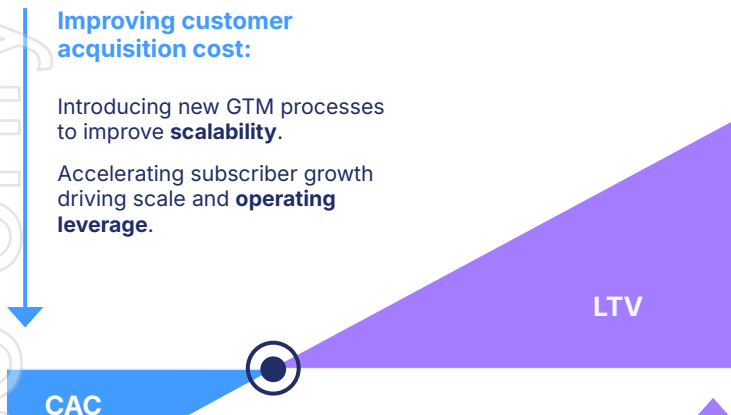 Improving customer
acquisition cost:
Introducing new GTM processes
to improve scalability.
Accelerating subscriber growth
driving scale and operating
leverage.
LTV
CAC